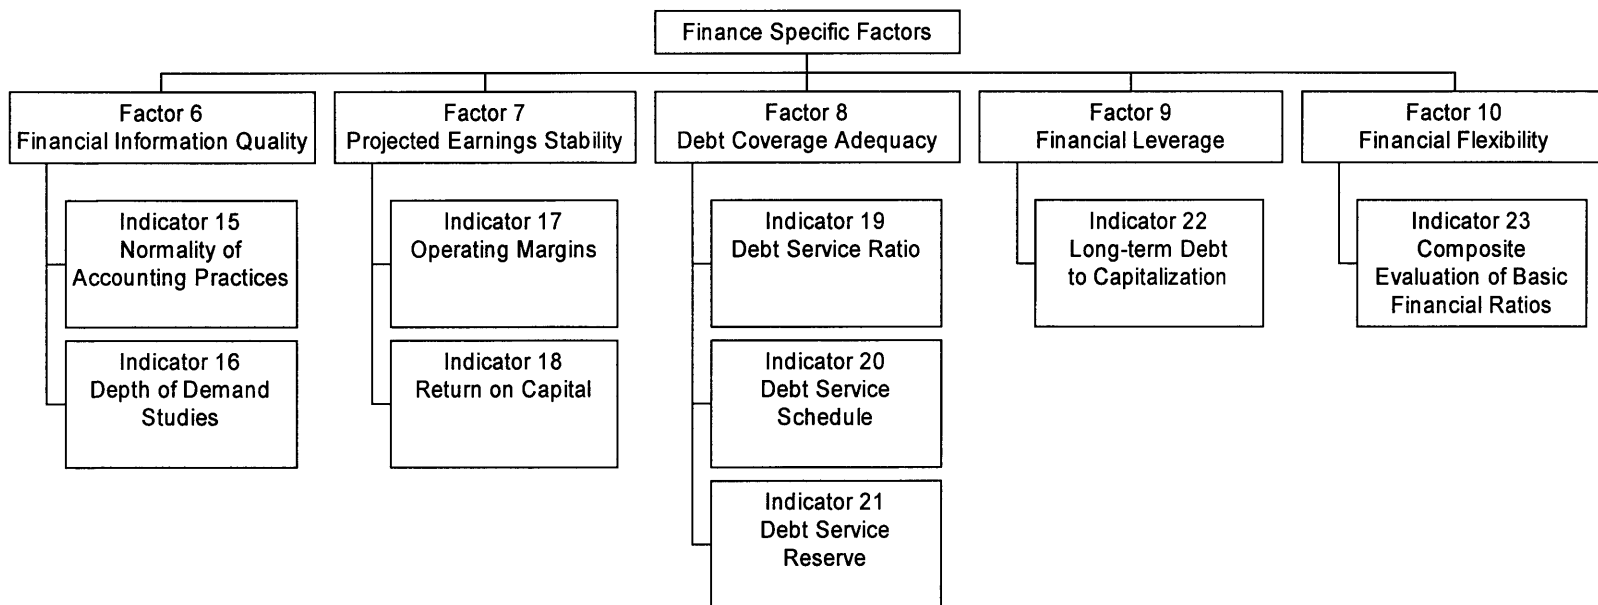 Finance Specific Factors
Factor 6
Financial Information Quality
Factor 7
Projected Earnings Stability
Factor 8
Debt Coverage Adequacy
Factor 9
Financial Leverage
Factor 10
Financial Flexibility
Indicator 15
Normality of
Accounting Practices
Indicator 16
Depth of Demand
Studies
Indicator 17
Operating Margins
Indicator 18
Return on Capital
Indicator 19
Debt Service Ratio
Indicator 20
Debt Service
Schedule
Indicator 21
Debt Service
Reserve
Indicator 22
Long-term Debt
to Capitalization
Indicator 23
Composite
Evaluation of Basic
Financial Ratios